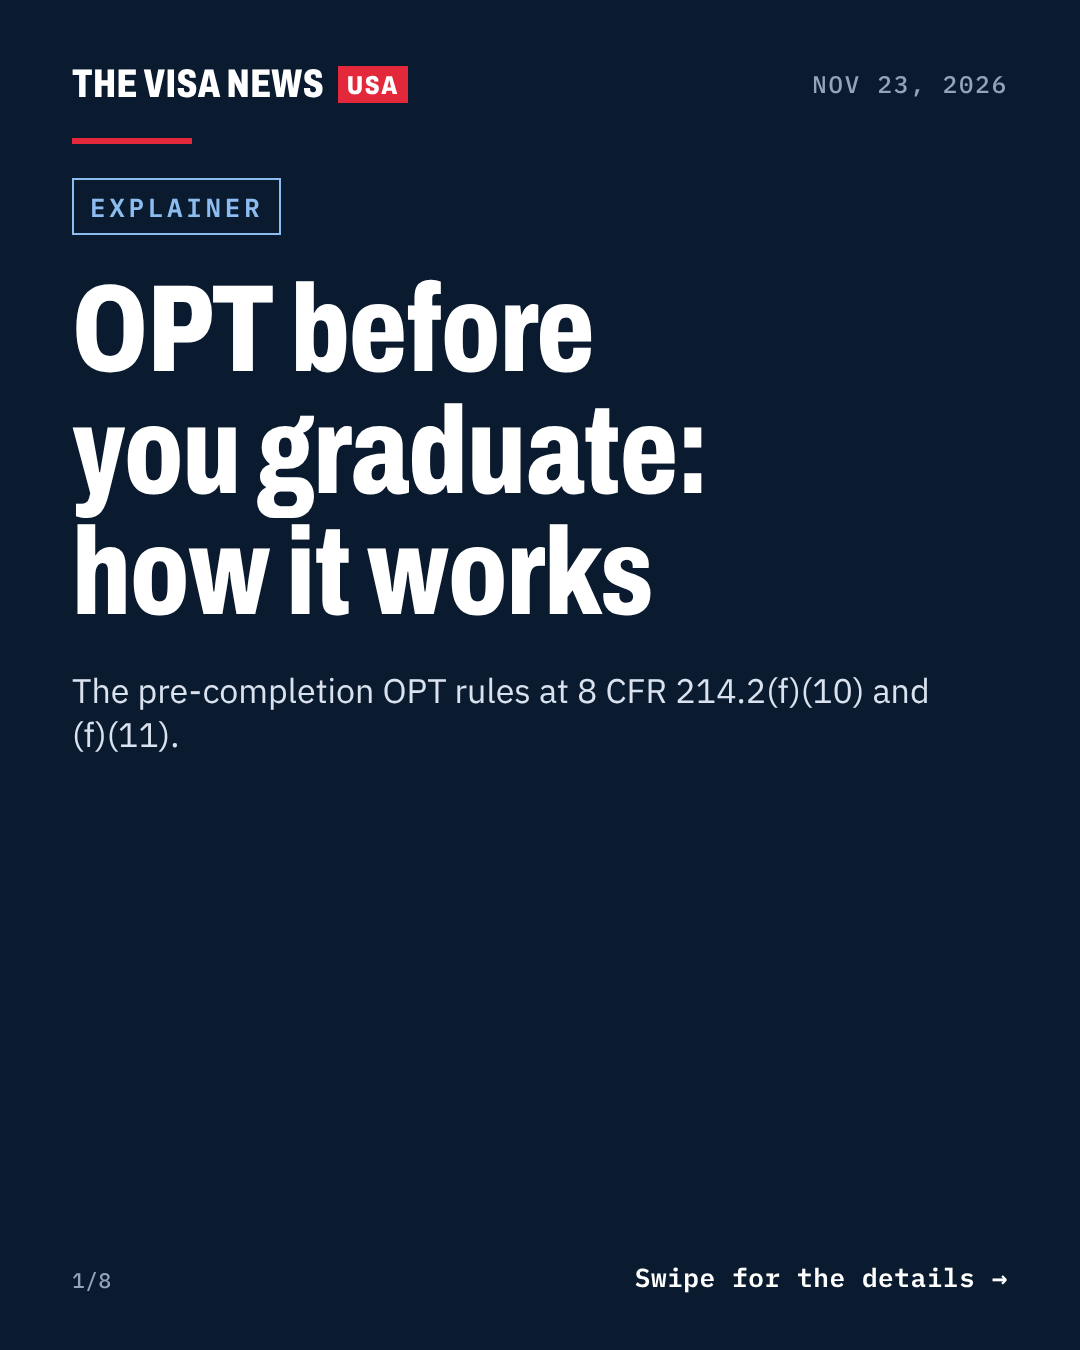 THE VISA NEWS USA
NOV 23, 2026
EXPLAINER
OPT before
you graduate:
how it works
The pre-completion OPT rules at 8 CFR 214.2(f)(10) and
(f)(11).
1/8
Swipe for the details →